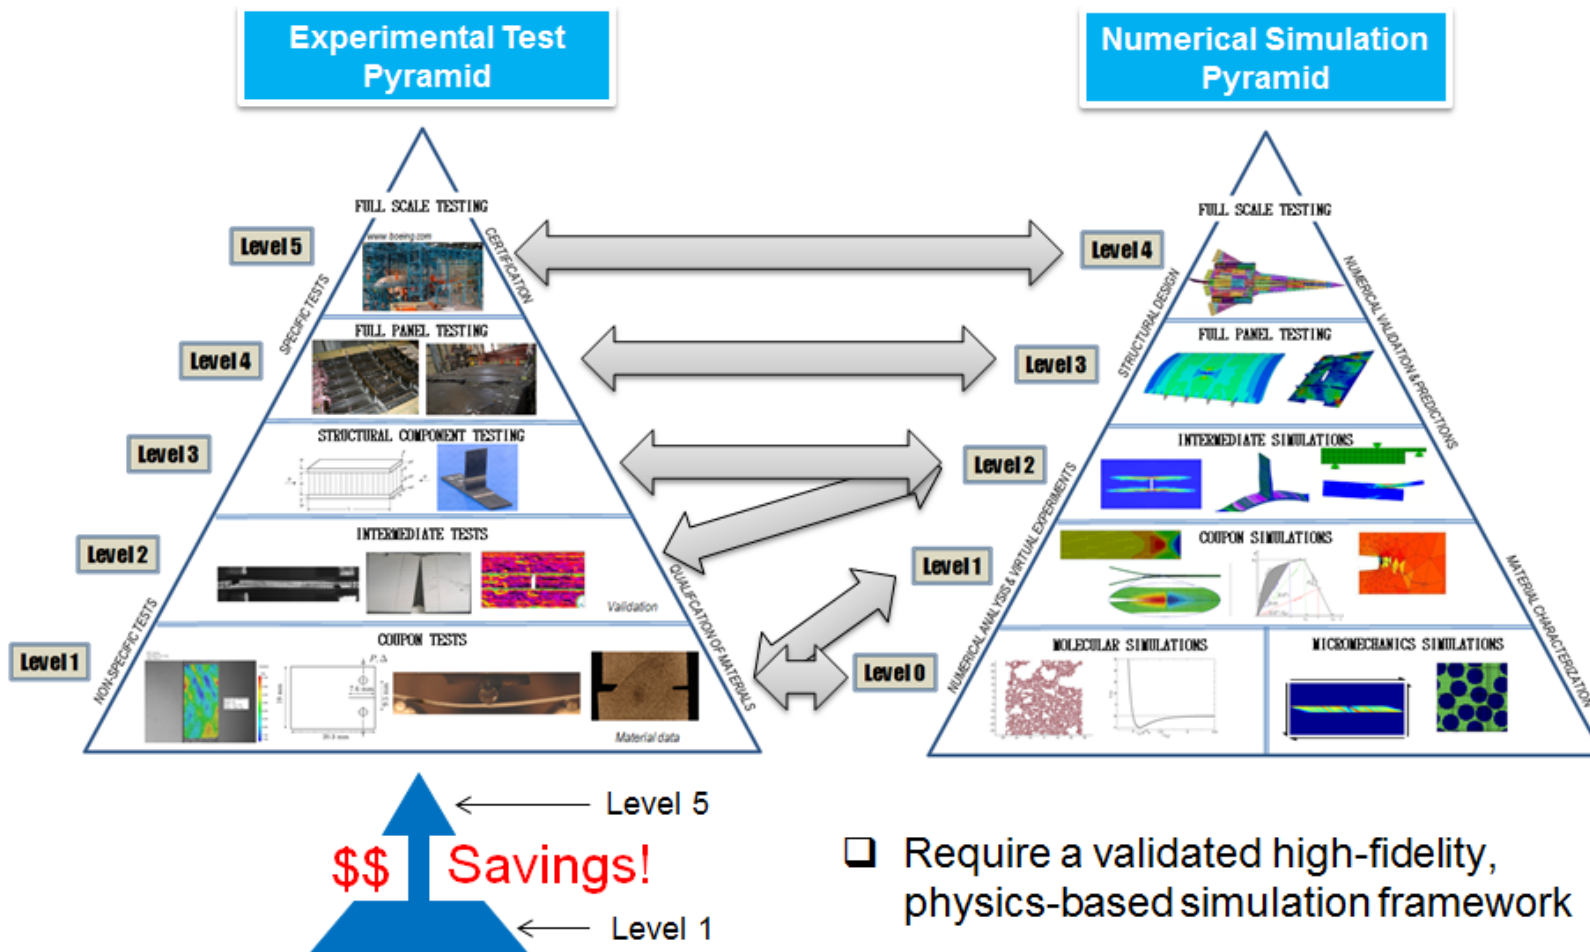 Experimental Test
Pyramid
Numerical Simulation
Pyramid
FULL SCALE TESTING
www.boeing.com
Level 5
SPECIFIC TESTS
CERTIFICATION
FULL PANEL TESTING
Level 4
STRUCTURAL COMPONENT TESTING
Level 3
INTERMEDIATE TESTS
Level 2
Validation
NON-SPECIFIC TESTS
QUALIFCATION OF MATERIALS
COUPON TESTS
Level 1
P, Δ
7.6 mm
Material data
FULL SCALE TESTING
Level 4
STRUCTURAL DESIGN
NUMERICAL VALIDATION & PREDICTIONS
FULL PANEL TESTING
Level 3
INTERMEDIATE SIMULATIONS
Level 2
NUMERICAL ANALYSIS & VIRTUAL EXPERIMENTS
COUPON SIMULATIONS
Level 1
MATERIAL CHARACTERIZATION
MOLECULAR SIMULATIONS
MICROMECHANICS SIMULATIONS
Level 0
Level 5
$$ Savings!
Level 1
Require a validated high-fidelity,
physics-based simulation framework